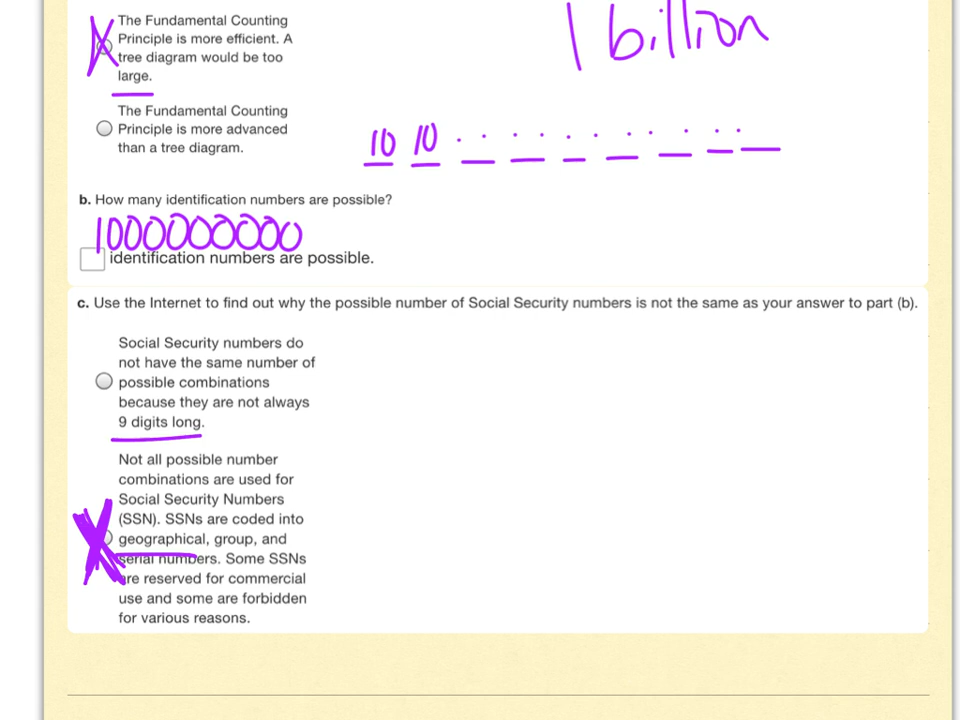 The Fundamental Counting
Principle is more efficient. A
tree diagram would be too
large.
1 billion
The Fundamental Counting
Principle is more advanced
than a tree diagram.
10 10
b. How many identification numbers are possible?
1000000000
identification numbers are possible.
c. Use the Internet to find out why the possible number of Social Security numbers is not the same as your answer to part (b).
Social Security numbers do
not have the same number of
possible combinations
because they are not always
9 digits long.
Not all possible number
combinations are used for
Social Security Numbers
(SSN). SSNs are coded into
geographical, group, and
serial numbers. Some SSNs
are reserved for commercial
use and some are forbidden
for various reasons.